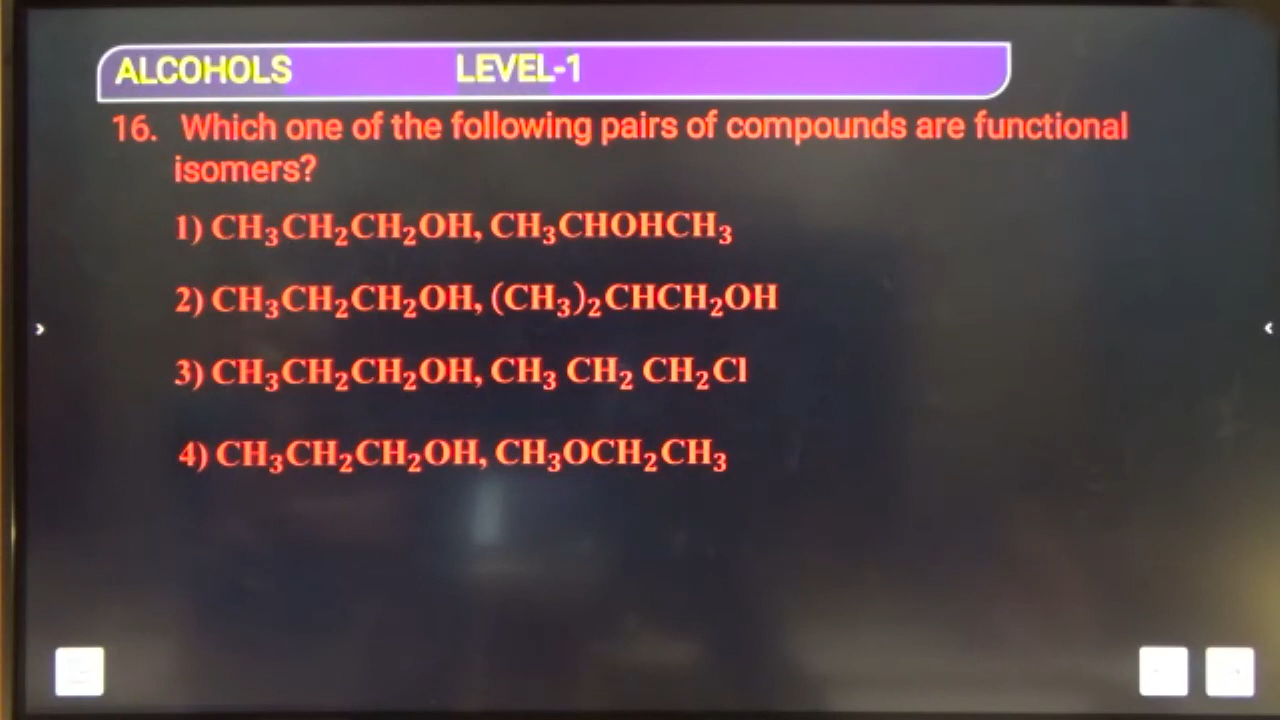 ALCOHOLS LEVEL-1
16. Which one of the following pairs of compounds are functional
isomers?
1) CH₃CH₂CH₂OH, CH₃CHOHCH₃
2) CH₃CH₂CH₂OH, (CH₃)₂CHCH₂OH
3) CH₃CH₂CH₂OH, CH₃ CH₂ CH₂Cl
4) CH₃CH₂CH₂OH, CH₃OCH₂CH₃